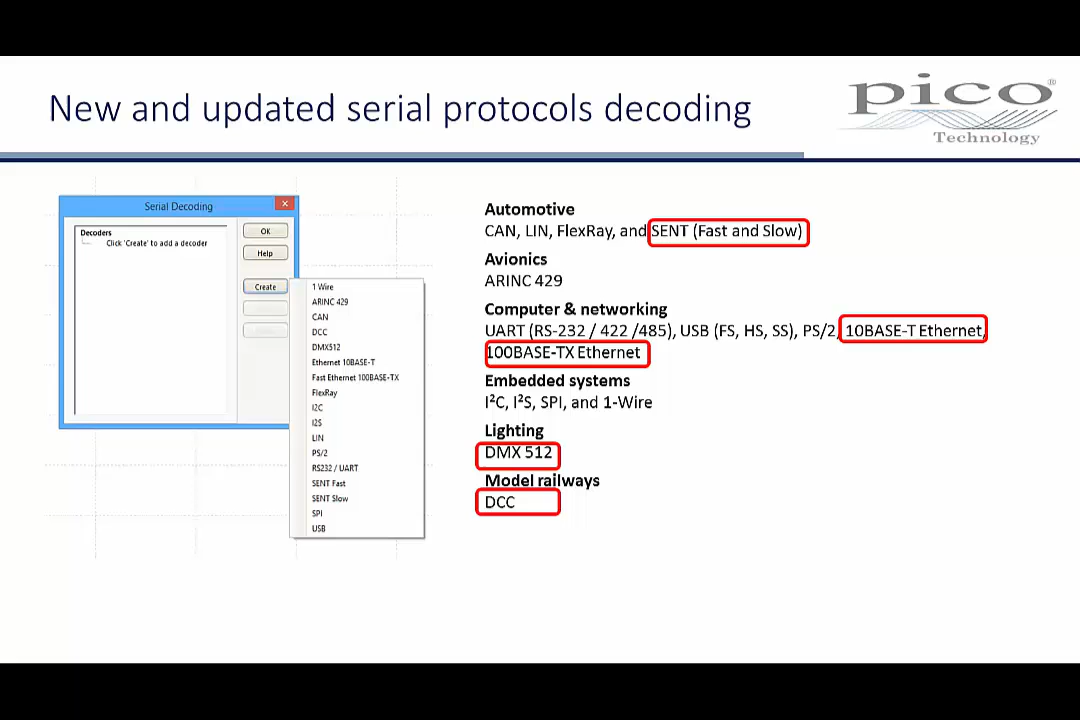 New and updated serial protocols decoding
pico®
Technology
Serial Decoding
Decoders
Click 'Create' to add a decoder
OK
Help
Create
1 Wire
ARINC 429
CAN
DCC
DMX512
Ethernet 10BASE-T
Fast Ethernet 100BASE-TX
FlexRay
I2C
I2S
LIN
PS/2
RS232 / UART
SENT Fast
SENT Slow
SPI
USB
Automotive
CAN, LIN, FlexRay, and SENT (Fast and Slow)
Avionics
ARINC 429
Computer & networking
UART (RS-232 / 422 /485), USB (FS, HS, SS), PS/2, 10BASE-T Ethernet,
100BASE-TX Ethernet
Embedded systems
I²C, I²S, SPI, and 1-Wire
Lighting
DMX 512
Model railways
DCC